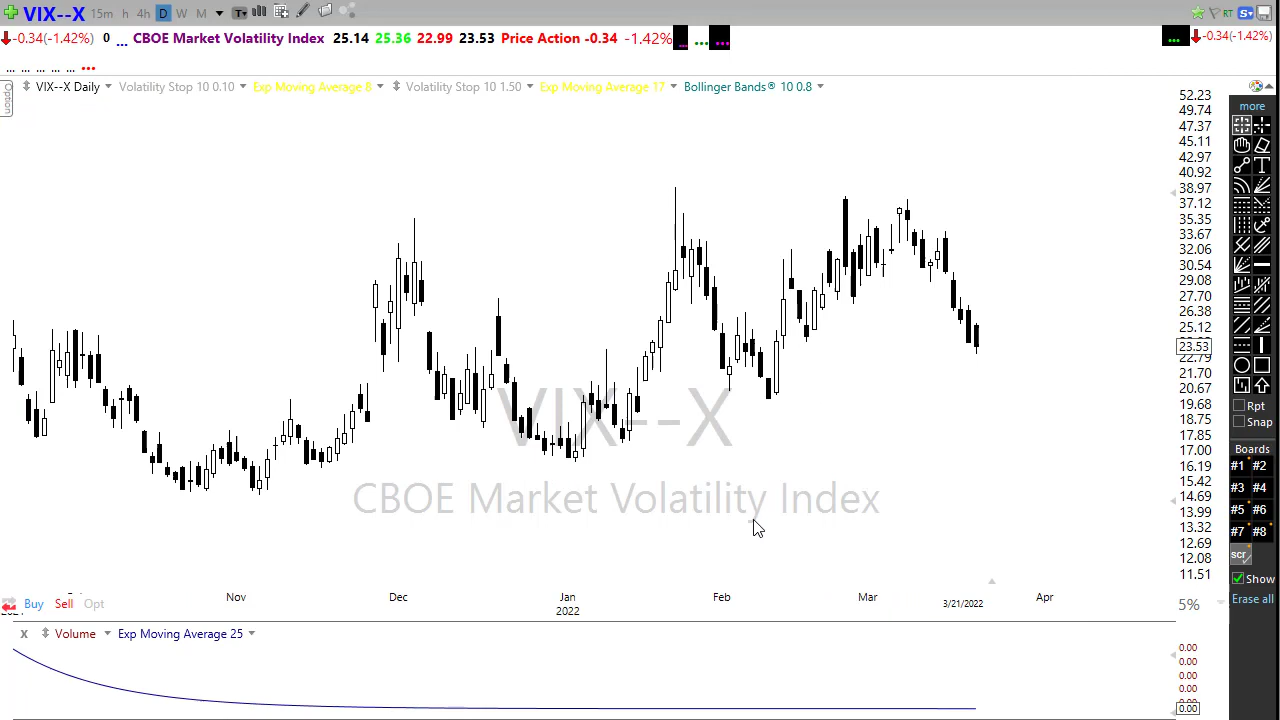 VIX--X 15m h 4h D W M T RT S
-0.34(-1.42%) 0 ... CBOE Market Volatility Index 25.14 25.36 22.99 23.53 Price Action -0.34 -1.42% ... ... ... ... -0.34(-1.42%)
... ... ... ... ... ...
Option
VIX--X Daily Volatility Stop 10 0.10 Exp Moving Average 8 Volatility Stop 10 1.50 Exp Moving Average 17 Bollinger Bands® 10 0.8
52.23
49.74
47.37
45.11
42.97
40.92
38.97
37.12
35.35
33.67
32.06
30.54
29.08
27.70
26.38
25.12
23.53
22.79
21.70
20.67
19.68
18.75
17.85
17.00
16.19
15.42
14.69
13.99
13.32
12.69
12.08
11.51
VIX--X
CBOE Market Volatility Index
more
T
Rpt
Snap
Boards
#1 #2
#3 #4
#5 #6
#7 #8
scr
Show
Erase all
Nov Dec Jan Feb Mar Apr
2022 3/21/2022
Buy Sell Opt 5%
x Volume Exp Moving Average 25
0.00
0.00
0.00
0.00
0.00